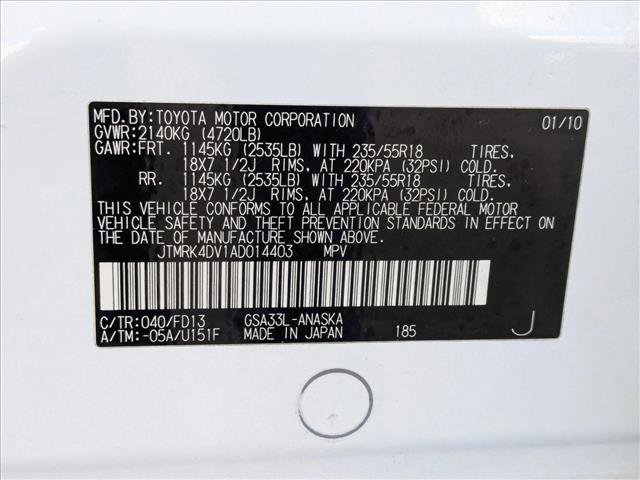 MFD.BY:TOYOTA MOTOR CORPORATION 01/10
GVWR:2140KG (4720LB)
GAWR:FRT. 1145KG (2535LB) WITH 235/55R18 TIRES,
18X7 1/2J RIMS, AT 220KPA (32PSI) COLD.
RR. 1145KG (2535LB) WITH 235/55R18 TIRES,
18X7 1/2J RIMS, AT 220KPA (32PSI) COLD.
THIS VEHICLE CONFORMS TO ALL APPLICABLE FEDERAL MOTOR
VEHICLE SAFETY AND THEFT PREVENTION STANDARDS IN EFFECT ON
THE DATE OF MANUFACTURE SHOWN ABOVE.
JTMRK4DV1AD014403 MPV
C/TR:040/FD13 GSA33L-ANASKA
A/TM:-05A/U151F MADE IN JAPAN 185 J